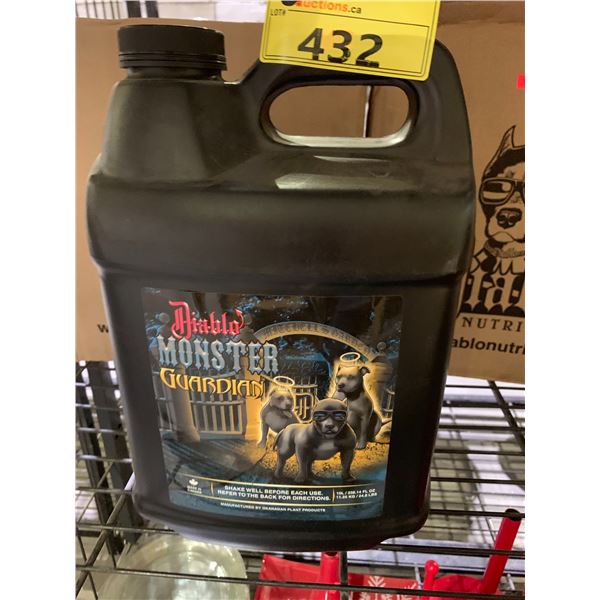 uctions.ca
LOT#
432
Diablo
MONSTER
GUARDIAN
SHAKE WELL BEFORE EACH USE.
REFER TO THE BACK FOR DIRECTIONS.
MANUFACTURED BY OKANAGAN PLANT PRODUCTS
NUTRI
ablonutri
w